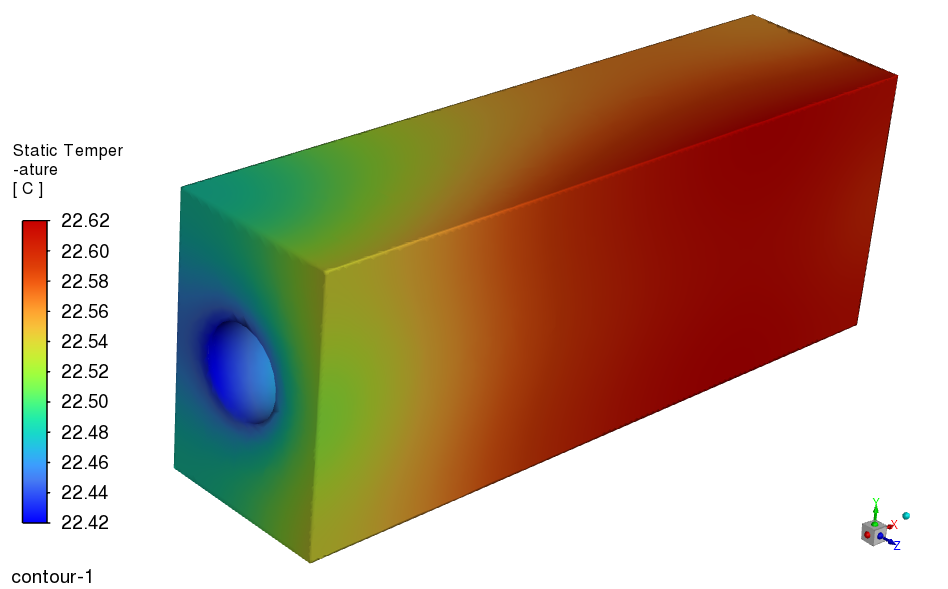 Static Temper
-ature
[ C ]
22.62
22.60
22.58
22.56
22.54
22.52
22.50
22.48
22.46
22.44
22.42
contour-1
Y
X
Z